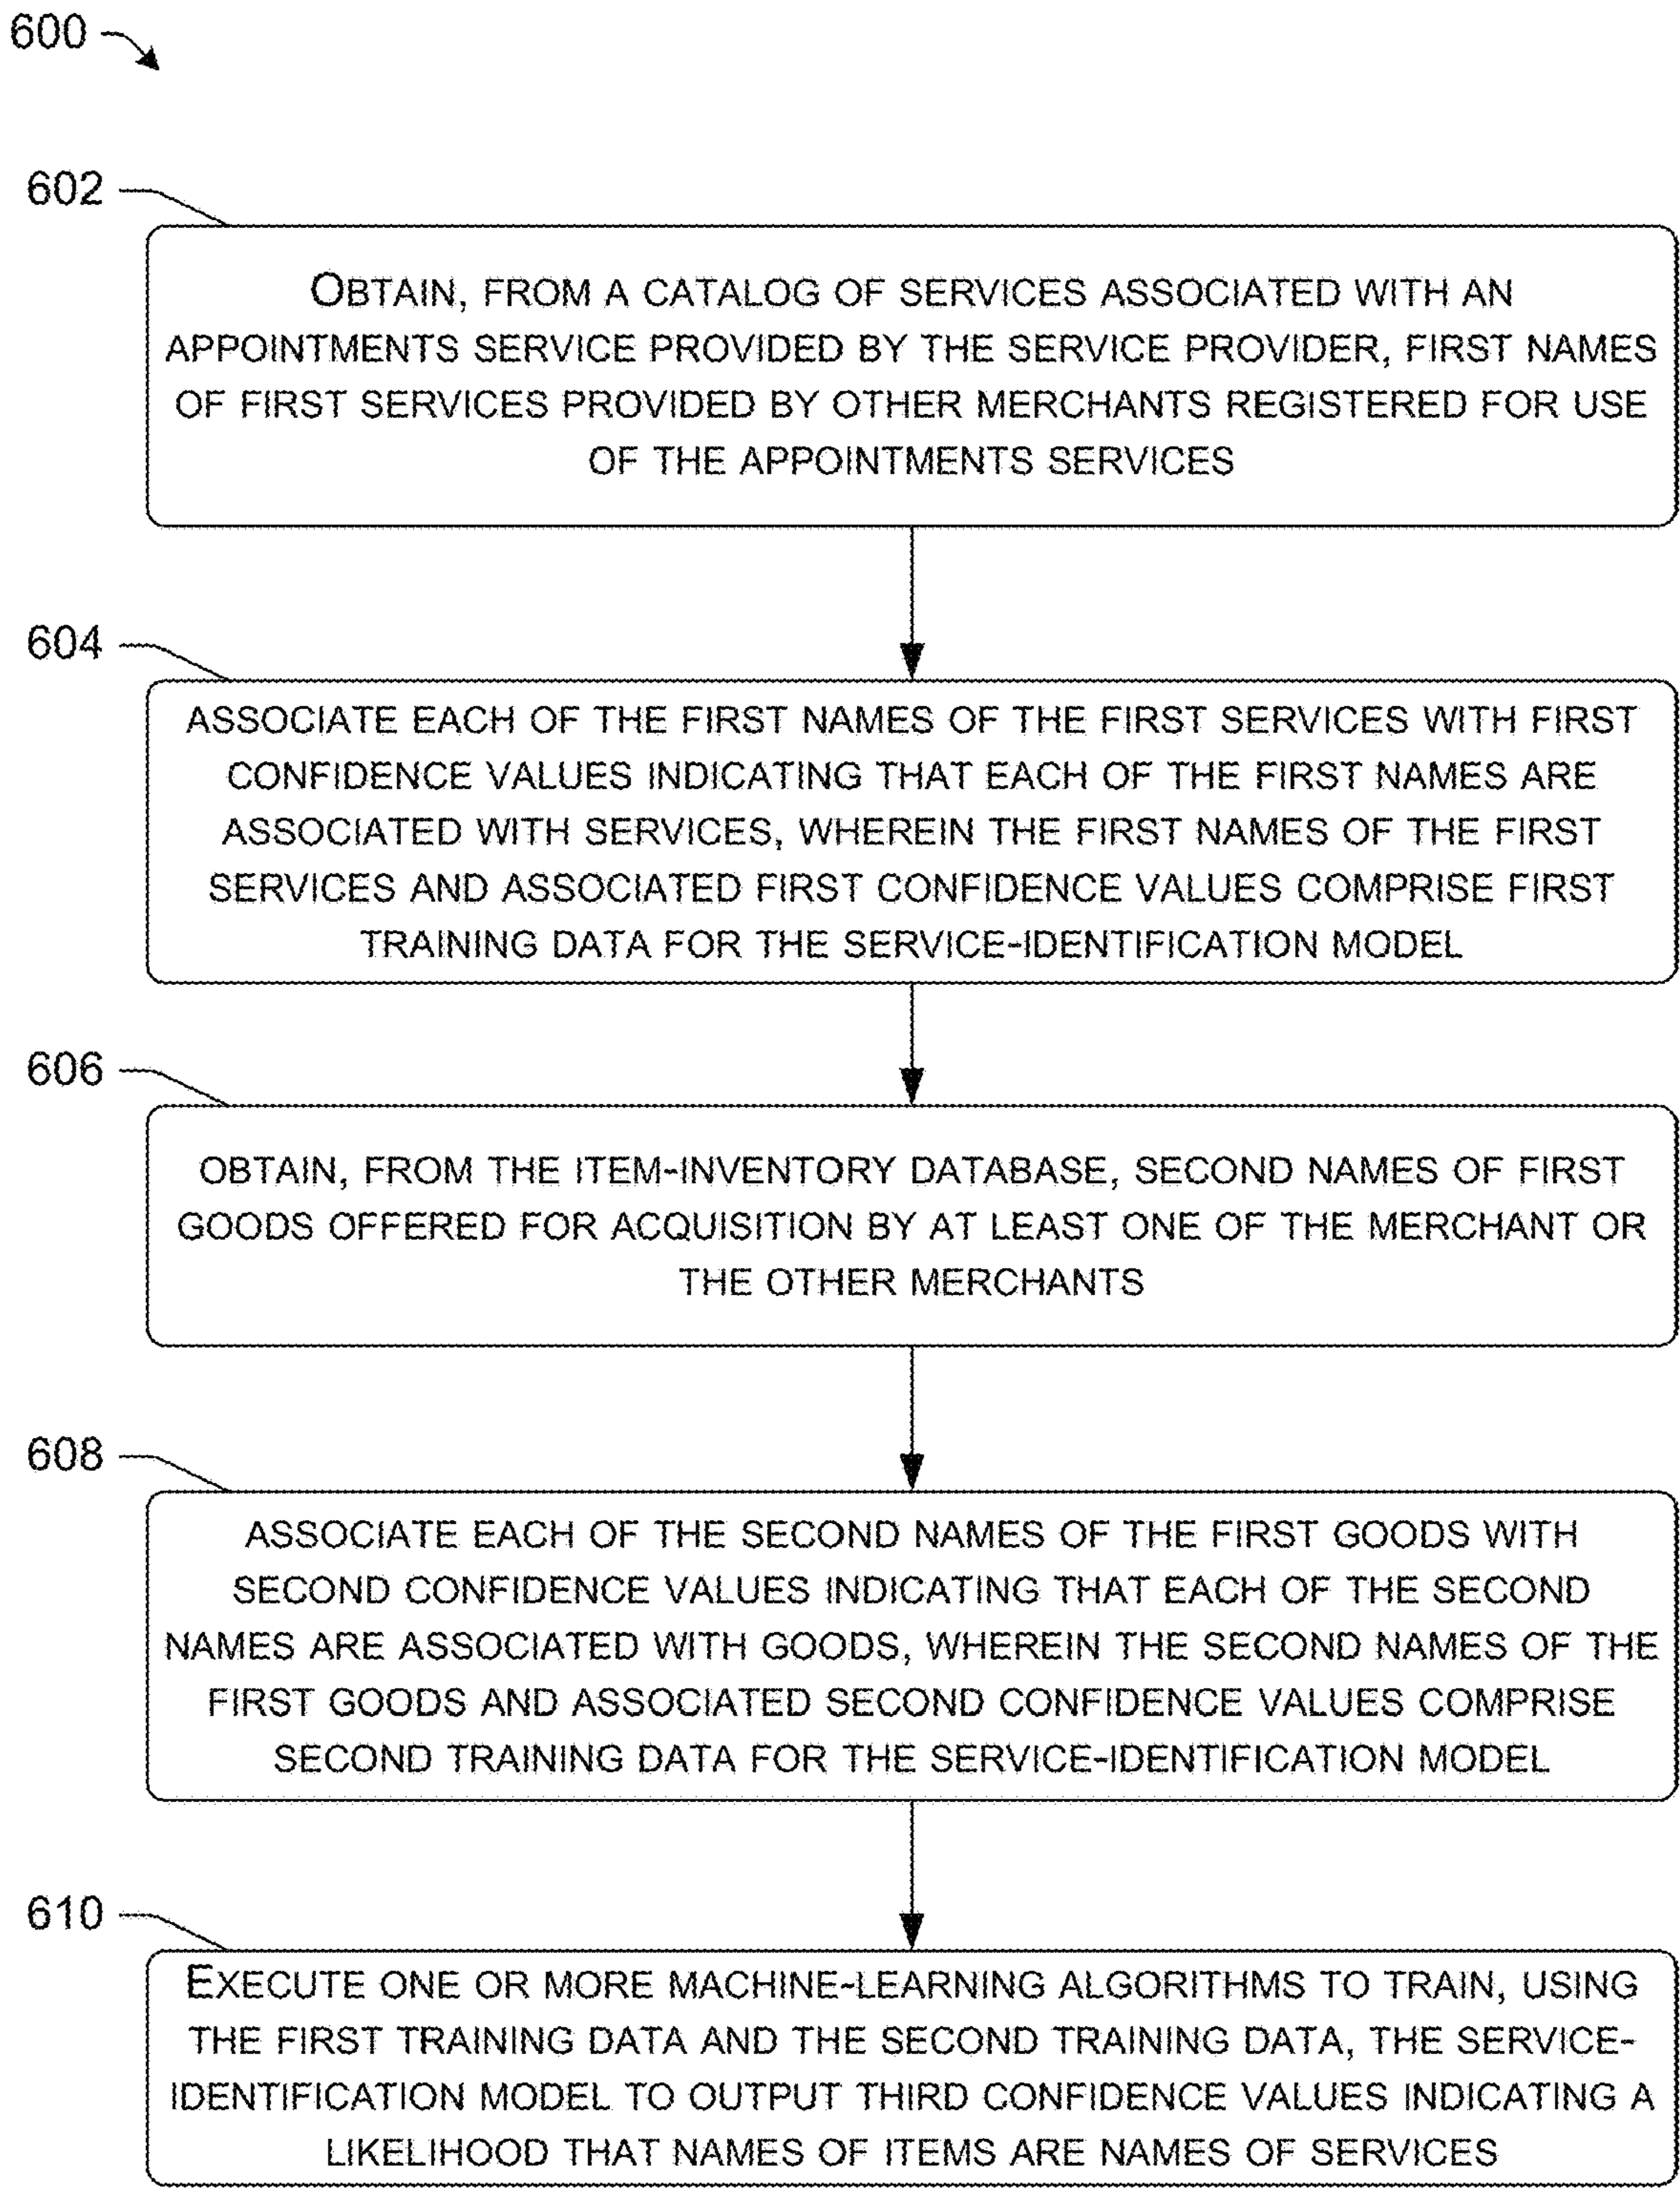 600
602
OBTAIN, FROM A CATALOG OF SERVICES ASSOCIATED WITH AN
APPOINTMENTS SERVICE PROVIDED BY THE SERVICE PROVIDER, FIRST NAMES
OF FIRST SERVICES PROVIDED BY OTHER MERCHANTS REGISTERED FOR USE
OF THE APPOINTMENTS SERVICES
604
ASSOCIATE EACH OF THE FIRST NAMES OF THE FIRST SERVICES WITH FIRST
CONFIDENCE VALUES INDICATING THAT EACH OF THE FIRST NAMES ARE
ASSOCIATED WITH SERVICES, WHEREIN THE FIRST NAMES OF THE FIRST
SERVICES AND ASSOCIATED FIRST CONFIDENCE VALUES COMPRISE FIRST
TRAINING DATA FOR THE SERVICE-IDENTIFICATION MODEL
606
OBTAIN, FROM THE ITEM-INVENTORY DATABASE, SECOND NAMES OF FIRST
GOODS OFFERED FOR ACQUISITION BY AT LEAST ONE OF THE MERCHANT OR
THE OTHER MERCHANTS
608
ASSOCIATE EACH OF THE SECOND NAMES OF THE FIRST GOODS WITH
SECOND CONFIDENCE VALUES INDICATING THAT EACH OF THE SECOND
NAMES ARE ASSOCIATED WITH GOODS, WHEREIN THE SECOND NAMES OF THE
FIRST GOODS AND ASSOCIATED SECOND CONFIDENCE VALUES COMPRISE
SECOND TRAINING DATA FOR THE SERVICE-IDENTIFICATION MODEL
610
EXECUTE ONE OR MORE MACHINE-LEARNING ALGORITHMS TO TRAIN, USING
THE FIRST TRAINING DATA AND THE SECOND TRAINING DATA, THE SERVICE-
IDENTIFICATION MODEL TO OUTPUT THIRD CONFIDENCE VALUES INDICATING A
LIKELIHOOD THAT NAMES OF ITEMS ARE NAMES OF SERVICES